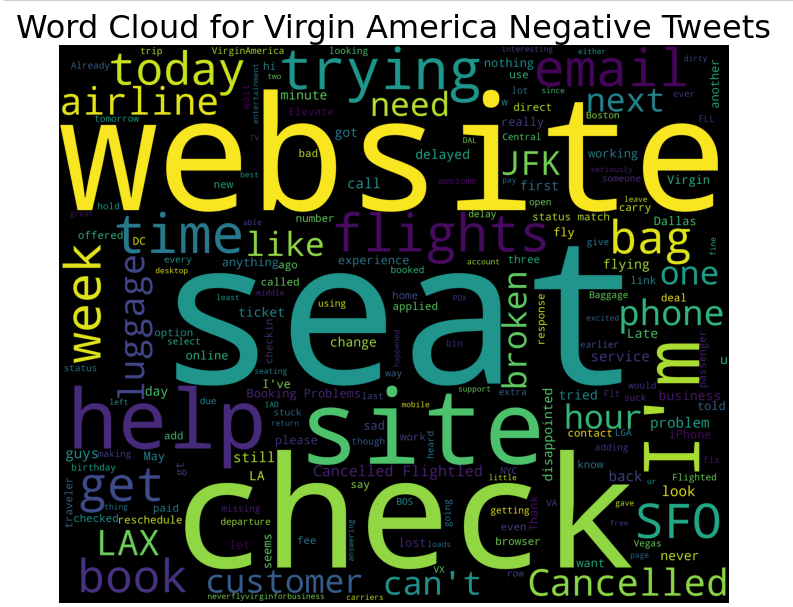 Word Cloud for Virgin America Negative Tweets
trip VirginAmerica looking interesting either
Already today hi two trying nothing email dirty another
airline wait entertainment minute Elevate need use lot since w direct next ever
tomorrow TV got really Central Boston FLL
website
bad DAL JFK working
new best call delayed first pay seriously someone Virgin
hold awesome open leave carry
great able number delay status match Dallas
offered DC time like flights fly give bag fine
every anything ago experience three flying one
week luggage desktop called booked account link deal
least middle using home PDX response Baggage excited phone
seat
option ticket applied bin broken earlier Late
select online checkin change happened service passenger u
status seating way would
day I've Booking Problems last support extra tried Flt suck business I'm
help left due IAD stuck mobile site hour told
add return sad though work heard disappointed contact LGA problem
guys making May still please NYC adding iPhone
birthday gt LA Cancelled Flightled know back Flighted fix
get say little look
traveler thing paid missing BOS going getting Thank VA gave ur SFO
checked reschedule departure check even free
let seems fee lost loads browser Vegas never
LAX answering VX want page
book customer can't row Cancelled
neverflyvirginforbusiness carriers